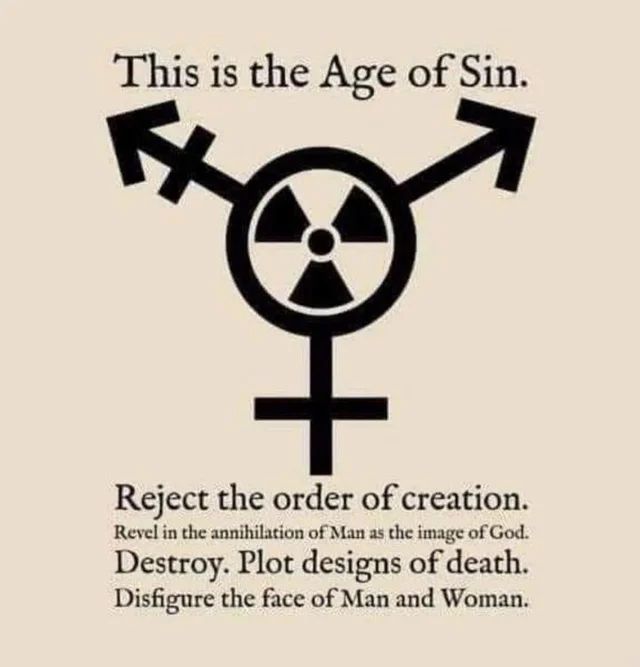 This is the Age of Sin.
Reject the order of creation.
Revel in the annihilation of Man as the image of God.
Destroy. Plot designs of death.
Disfigure the face of Man and Woman.